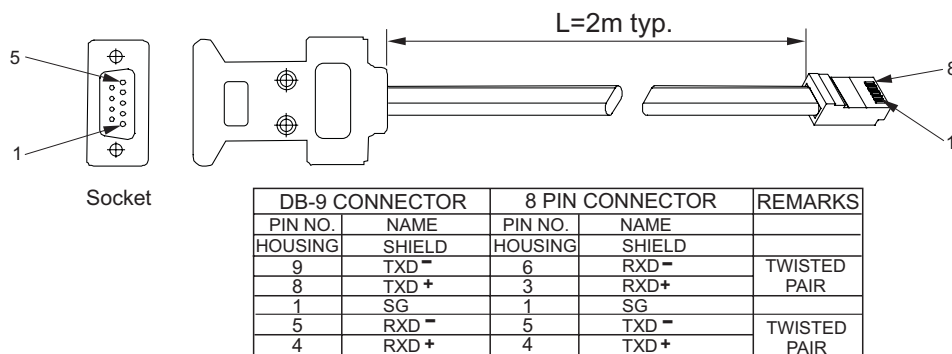 L=2m typ.
5
1
8
1
Socket
DB-9 CONNECTOR 8 PIN CONNECTOR REMARKS
PIN NO. NAME PIN NO. NAME
HOUSING SHIELD HOUSING SHIELD
9 TXD- 6 RXD- TWISTED
8 TXD+ 3 RXD+ PAIR
1 SG 1 SG
5 RXD- 5 TXD- TWISTED
4 RXD+ 4 TXD+ PAIR